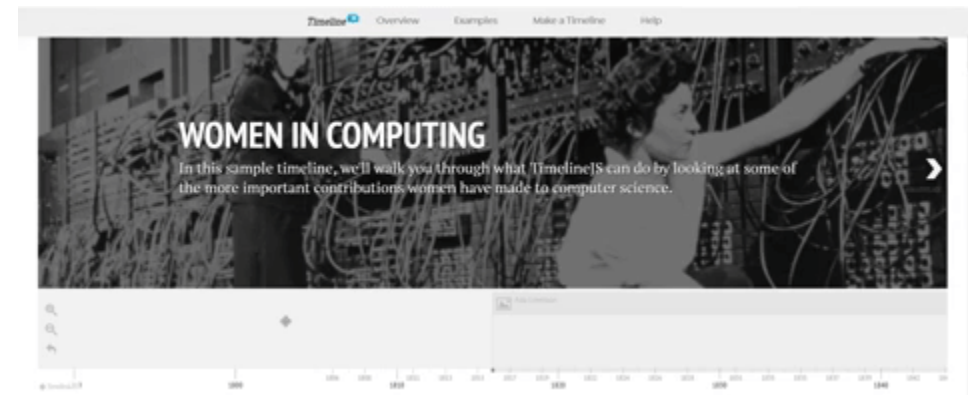 Timeline JS Overview Examples Make a Timeline Help
WOMEN IN COMPUTING
In this sample timeline, we'll walk you through what TimelineJS can do by looking at some of
the more important contributions women have made to computer science.
1800 1810 1820 1830 1840